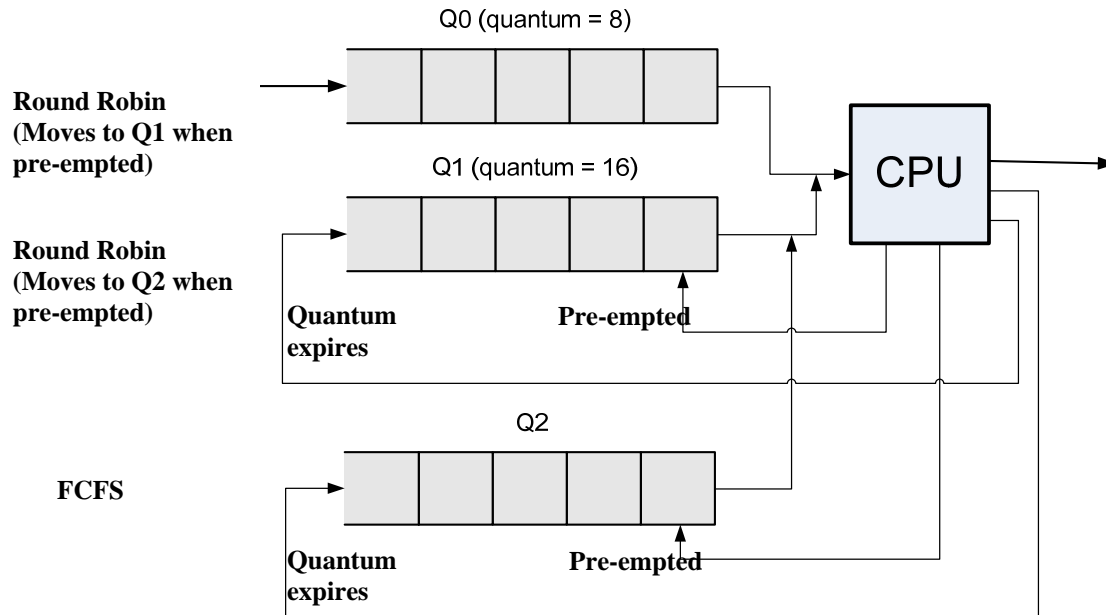 Q0 (quantum = 8)
Round Robin
(Moves to Q1 when
pre-empted)
CPU
Q1 (quantum = 16)
Round Robin
(Moves to Q2 when
pre-empted)
Quantum
expires
Pre-empted
Q2
FCFS
Quantum
expires
Pre-empted